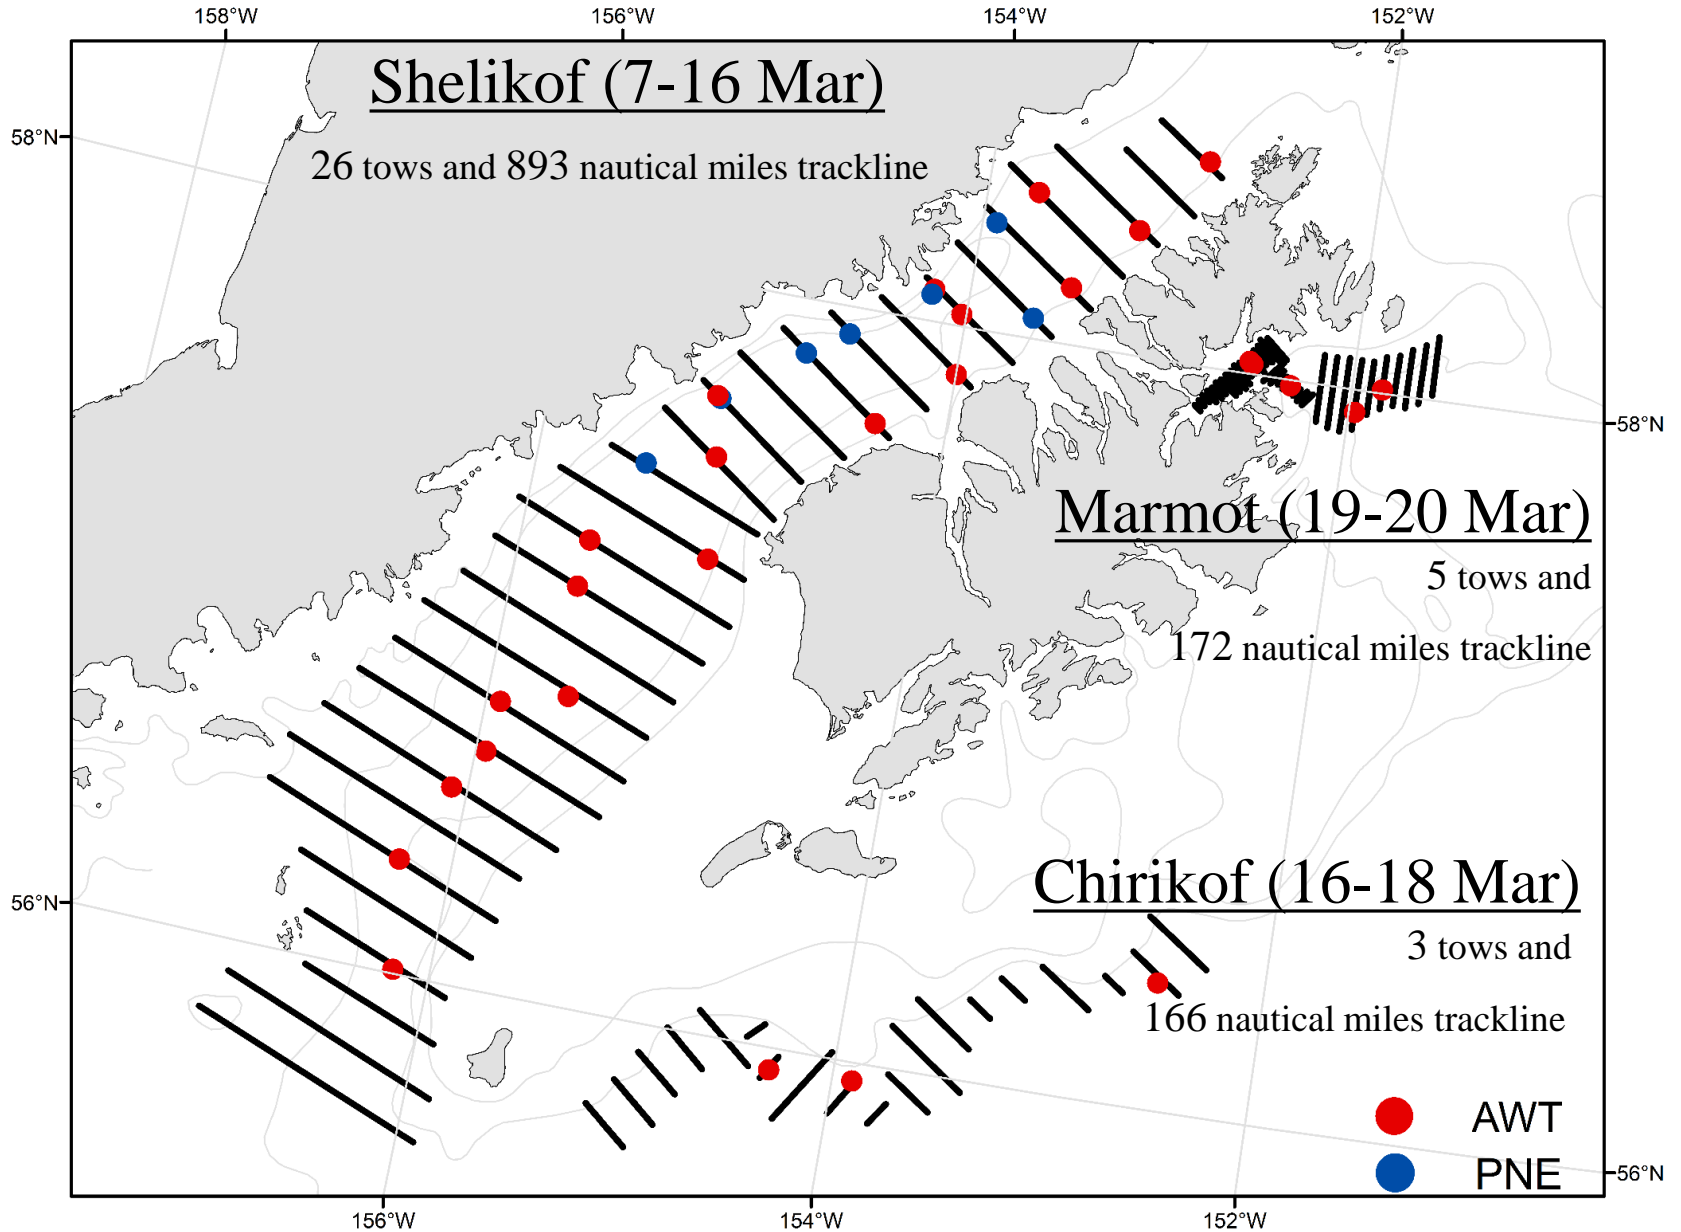 158°W 156°W 154°W 152°W
Shelikof (7-16 Mar)
58°N
26 tows and 893 nautical miles trackline
58°N
Marmot (19-20 Mar)
5 tows and
172 nautical miles trackline
Chirikof (16-18 Mar)
56°N
3 tows and
166 nautical miles trackline
AWT
PNE
56°N
156°W 154°W 152°W